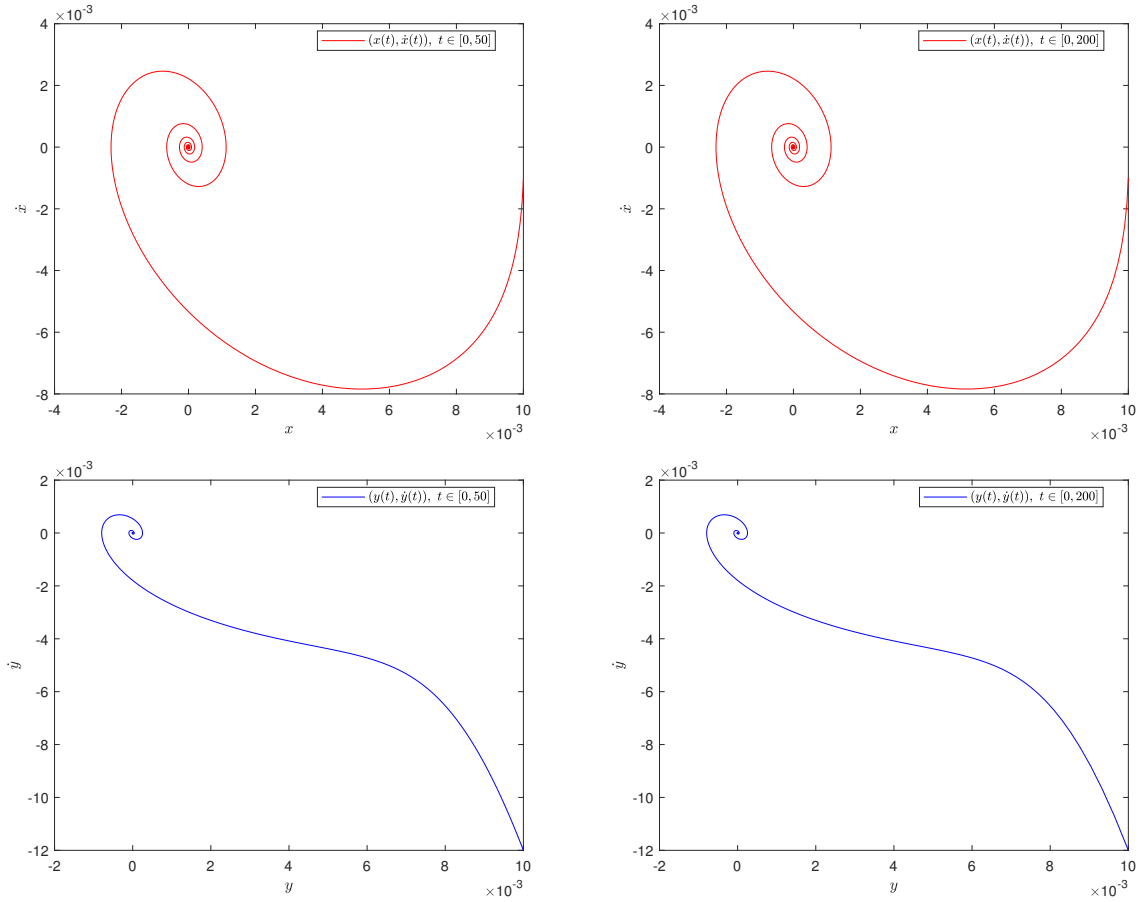 ×10⁻³
4
2
0
-2
-4
-6
-8
ẋ
(x(t), ẋ(t)), t ∈ [0, 50]
-4 -2 0 2 4 6 8 10
x
×10⁻³
×10⁻³
4
2
0
-2
-4
-6
-8
ẋ
(x(t), ẋ(t)), t ∈ [0, 200]
-4 -2 0 2 4 6 8 10
x
×10⁻³
×10⁻³
2
0
-2
-4
-6
-8
-10
-12
ẏ
(y(t), ẏ(t)), t ∈ [0, 50]
-2 0 2 4 6 8 10
y
×10⁻³
×10⁻³
2
0
-2
-4
-6
-8
-10
-12
ẏ
(y(t), ẏ(t)), t ∈ [0, 200]
-2 0 2 4 6 8 10
y
×10⁻³